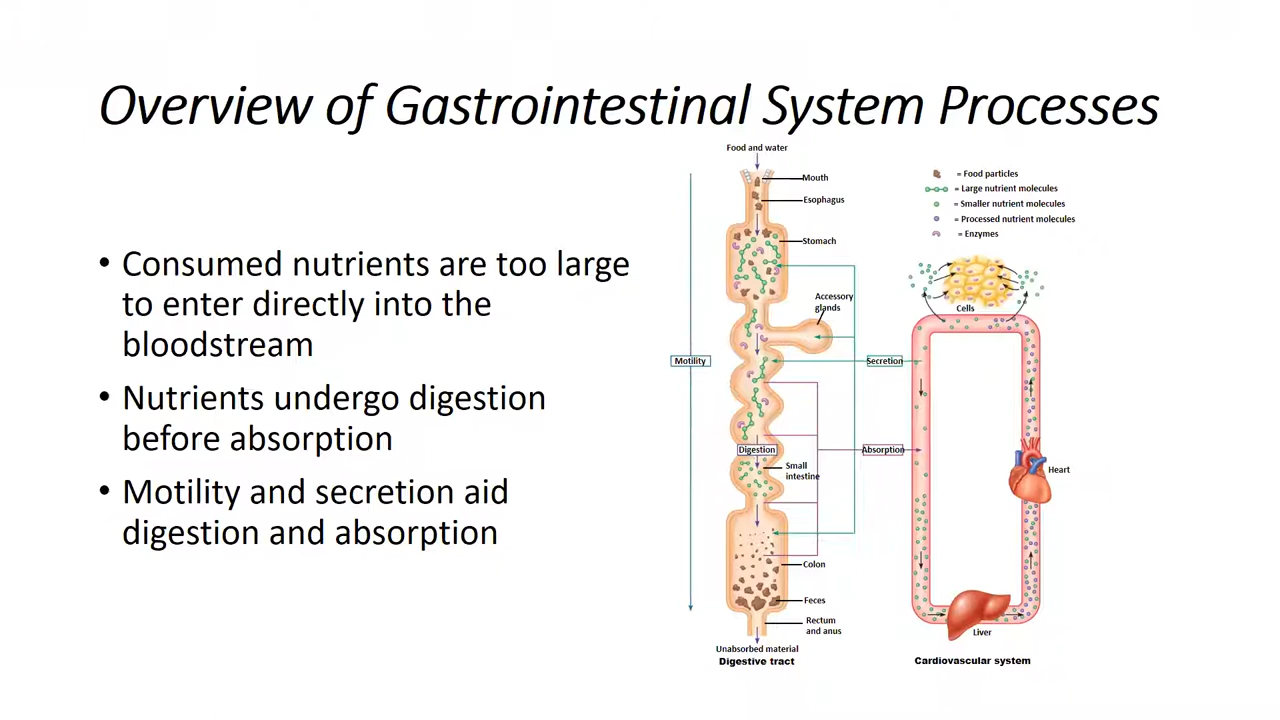 Overview of Gastrointestinal System Processes
• Consumed nutrients are too large
to enter directly into the
bloodstream
• Nutrients undergo digestion
before absorption
• Motility and secretion aid
digestion and absorption
Food and water
Mouth
Esophagus
Stomach
Accessory
glands
Motility
Secretion
Digestion
Absorption
Small
intestine
Colon
Feces
Rectum
and anus
Unabsorbed material
Digestive tract
= Food particles
= Large nutrient molecules
= Smaller nutrient molecules
= Processed nutrient molecules
= Enzymes
Cells
Heart
Liver
Cardiovascular system